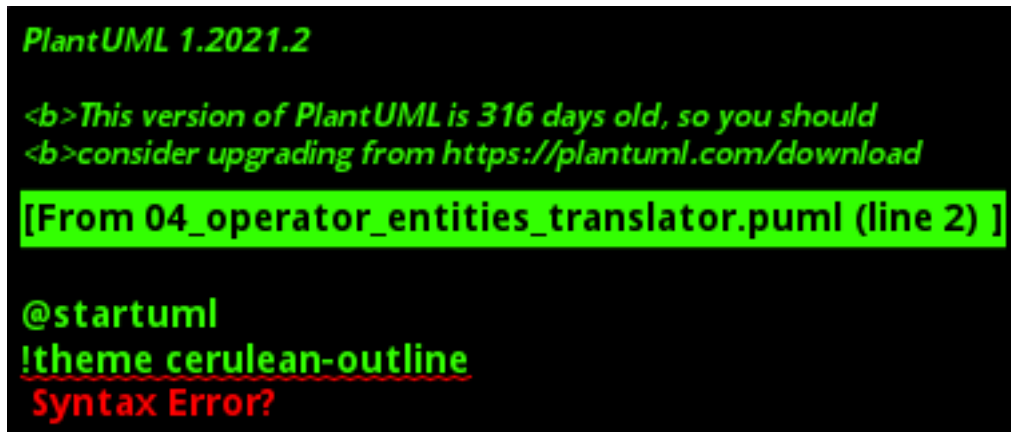 PlantUML 1.2021.2
<b>This version of PlantUML is 316 days old, so you should
<b>consider upgrading from https://plantuml.com/download
[From 04_operator_entities_translator.puml (line 2) ]
@startuml
!theme cerulean-outline
Syntax Error?